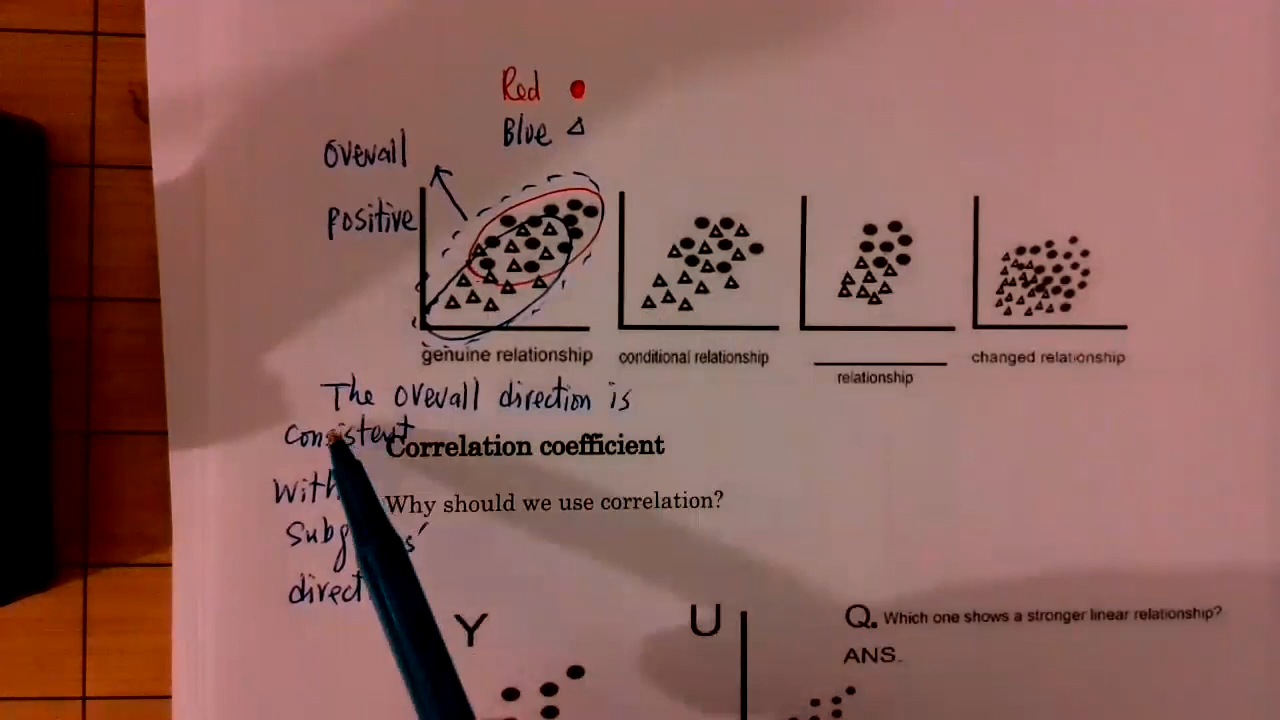 Red
Blue
Overall
positive
genuine relationship
conditional relationship
relationship
changed relationship
The overall direction is
consistent
with
Correlation coefficient
Why should we use correlation?
Y
U
Q. Which one shows a stronger linear relationship?
ANS.